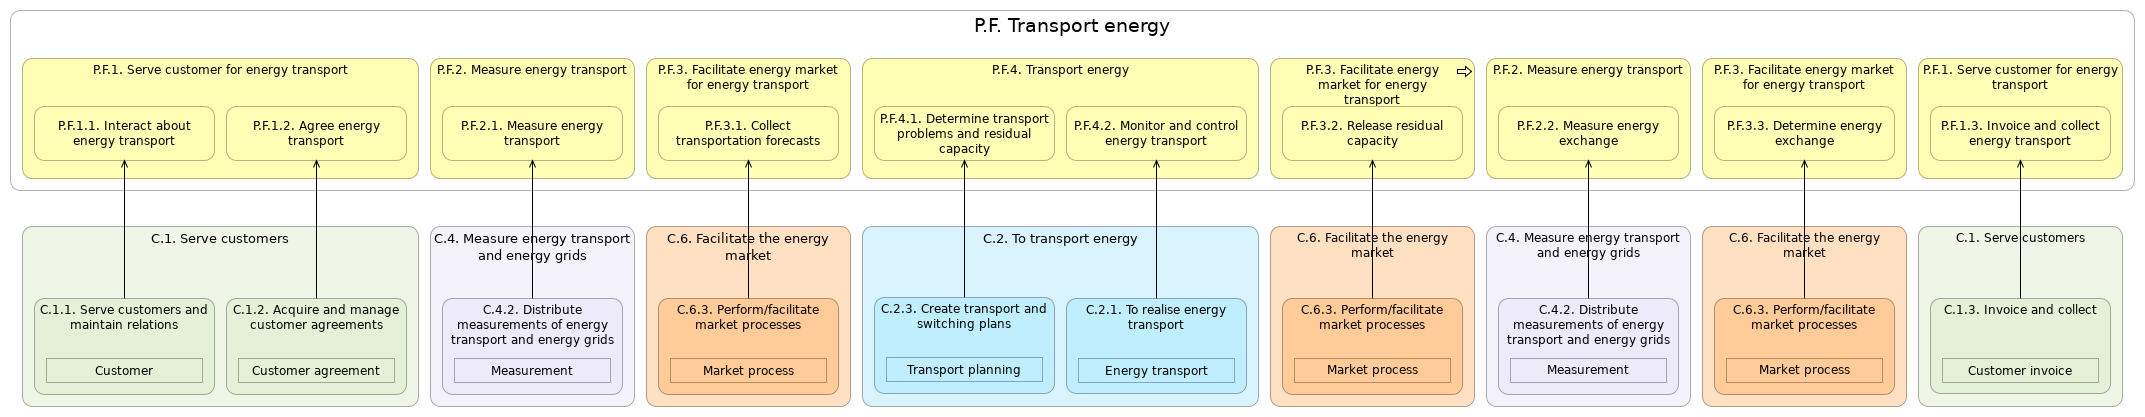 P.F. Transport energy
P.F.1. Serve customer for energy transport
P.F.1.1. Interact about
energy transport
P.F.1.2. Agree energy
transport
P.F.2. Measure energy transport
P.F.2.1. Measure energy
transport
P.F.3. Facilitate energy market
for energy transport
P.F.3.1. Collect
transportation forecasts
P.F.4. Transport energy
P.F.4.1. Determine transport
problems and residual
capacity
P.F.4.2. Monitor and control
energy transport
P.F.3. Facilitate energy
market for energy
transport
P.F.3.2. Release residual
capacity
P.F.2. Measure energy transport
P.F.2.2. Measure energy
exchange
P.F.3. Facilitate energy market
for energy transport
P.F.3.3. Determine energy
exchange
P.F.1. Serve customer for energy
transport
P.F.1.3. Invoice and collect
energy transport
C.1. Serve customers
C.1.1. Serve customers and
maintain relations
Customer
C.1.2. Acquire and manage
customer agreements
Customer agreement
C.4. Measure energy transport
and energy grids
C.4.2. Distribute
measurements of energy
transport and energy grids
Measurement
C.6. Facilitate the energy
market
C.6.3. Perform/facilitate
market processes
Market process
C.2. To transport energy
C.2.3. Create transport and
switching plans
Transport planning
C.2.1. To realise energy
transport
Energy transport
C.6. Facilitate the energy
market
C.6.3. Perform/facilitate
market processes
Market process
C.4. Measure energy transport
and energy grids
C.4.2. Distribute
measurements of energy
transport and energy grids
Measurement
C.6. Facilitate the energy
market
C.6.3. Perform/facilitate
market processes
Market process
C.1. Serve customers
C.1.3. Invoice and collect
Customer invoice